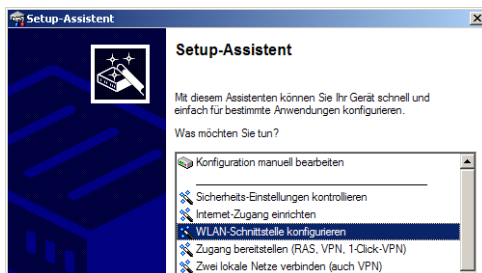 Setup-Assistent
Setup-Assistent
Mit diesem Assistenten können Sie Ihr Gerät schnell und
einfach für bestimmte Anwendungen konfigurieren.
Was möchten Sie tun?
Konfiguration manuell bearbeiten
Sicherheits-Einstellungen kontrollieren
Internet-Zugang einrichten
WLAN-Schnittstelle konfigurieren
Zugang bereitstellen (RAS, VPN, 1-Click-VPN)
Zwei lokale Netze verbinden (auch VPN)